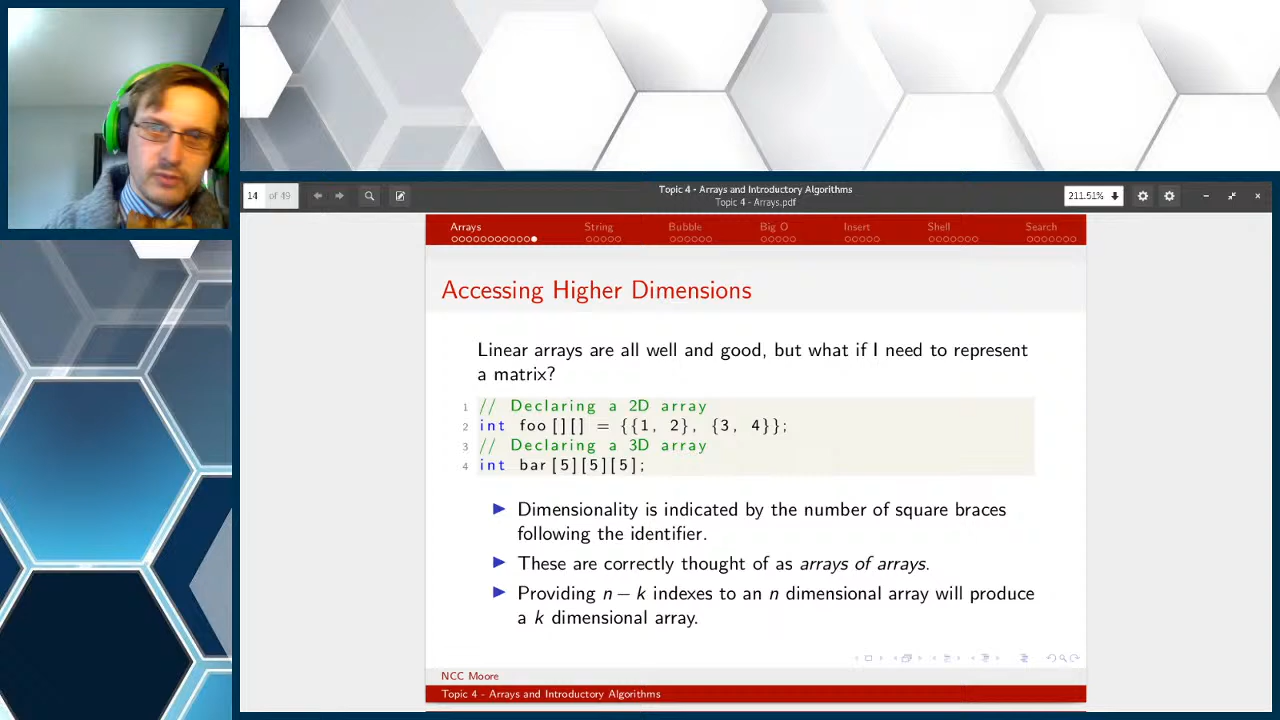 14 of 49
Topic 4 - Arrays and Introductory Algorithms
Topic 4 - Arrays.pdf
211.51%
Arrays String Bubble Big O Insert Shell Search
Accessing Higher Dimensions
Linear arrays are all well and good, but what if I need to represent
a matrix?
1 // Declaring a 2D array
2 int foo[][] = {{1, 2}, {3, 4}};
3 // Declaring a 3D array
4 int bar[5][5][5];
Dimensionality is indicated by the number of square braces
following the identifier.
These are correctly thought of as arrays of arrays.
Providing n − k indexes to an n dimensional array will produce
a k dimensional array.
NCC Moore
Topic 4 - Arrays and Introductory Algorithms